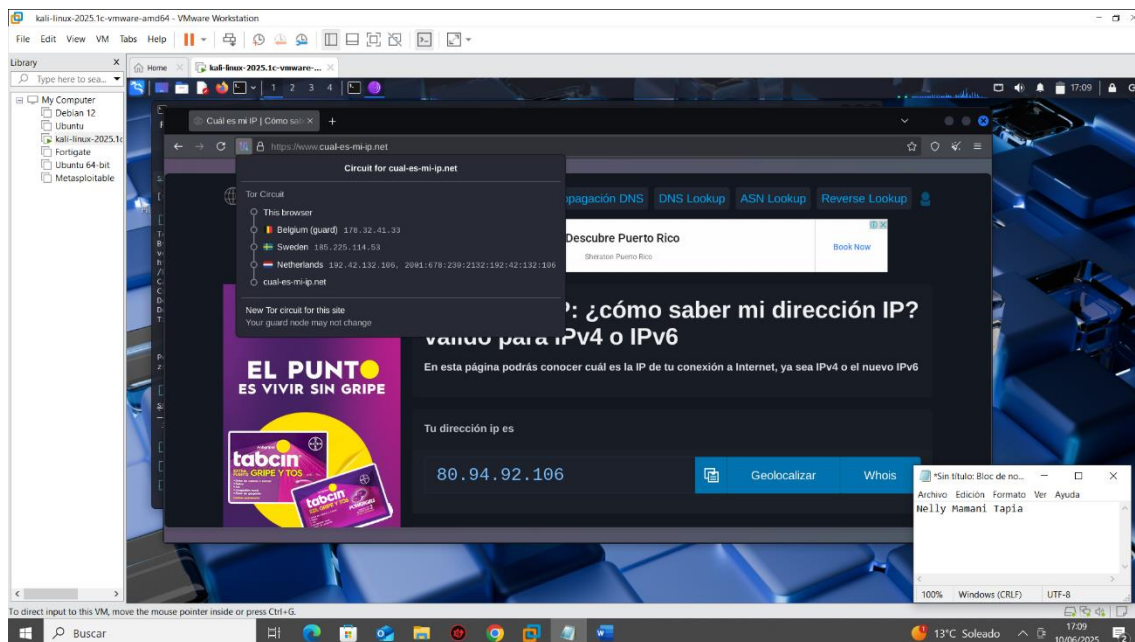 kali-linux-2025.1c-vmware-amd64 - VMware Workstation
File Edit View VM Tabs Help
Library X
Type here to sea...
My Computer
Debian 12
Ubuntu
kali-linux-2025.1c
Fortigate
Ubuntu 64-bit
Metasploitable
Home
kali-linux-2025.1c-vmware-...
1 2 3 4
17:09
Cuál es mi IP | Cómo sab
https://www.cual-es-mi-ip.net
Circuit for cual-es-mi-ip.net
Tor Circuit
This browser
Belgium (guard) 178.32.41.33
Sweden 185.225.114.53
Netherlands 192.42.132.106, 2001:678:230:2132:192:42:132:106
cual-es-mi-ip.net
New Tor circuit for this site
Your guard node may not change
opagación DNS DNS Lookup ASN Lookup Reverse Lookup
Descubre Puerto Rico
Sheraton Puerto Rico
Book Now
: ¿cómo saber mi dirección IP?
válido para IPv4 o IPv6
En esta página podrás conocer cuál es la IP de tu conexión a Internet, ya sea IPv4 o el nuevo IPv6
EL PUNTO
ES VIVIR SIN GRIPE
tabcin
GRIPE Y TOS
tabcin
Tu dirección ip es
80.94.92.106
Geolocalizar
Whois
*Sin título: Bloc de no...
Archivo Edición Formato Ver Ayuda
Nelly Mamani Tapia
100% Windows (CRLF) UTF-8
To direct input to this VM, move the mouse pointer inside or press Ctrl+G.
Buscar
13°C Soleado
17:09
10/06/2025